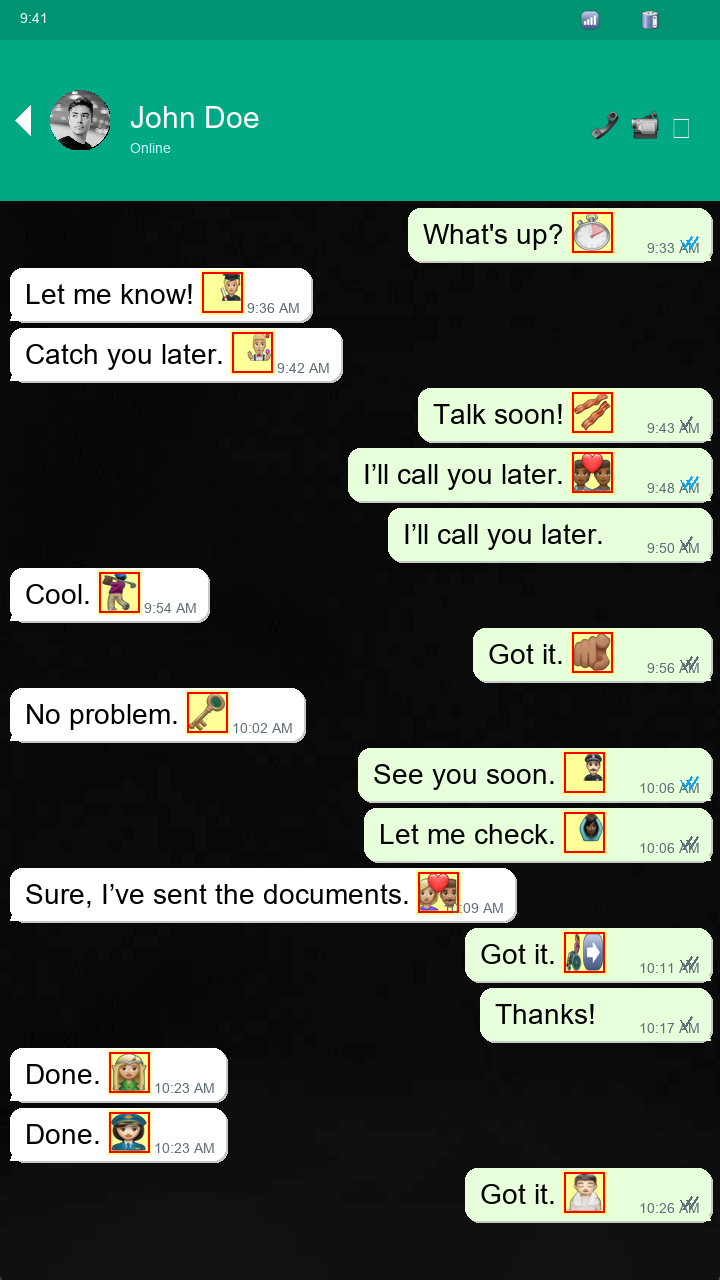 9:41
John Doe
Online
What's up? 9:33 AM
Let me know! 9:36 AM
Catch you later. 9:42 AM
Talk soon! 9:43 AM
I’ll call you later. 9:48 AM
I’ll call you later. 9:50 AM
Cool. 9:54 AM
Got it. 9:56 AM
No problem. 10:02 AM
See you soon. 10:06 AM
Let me check. 10:06 AM
Sure, I’ve sent the documents. 10:09 AM
Got it. 10:11 AM
Thanks! 10:17 AM
Done. 10:23 AM
Done. 10:23 AM
Got it. 10:26 AM